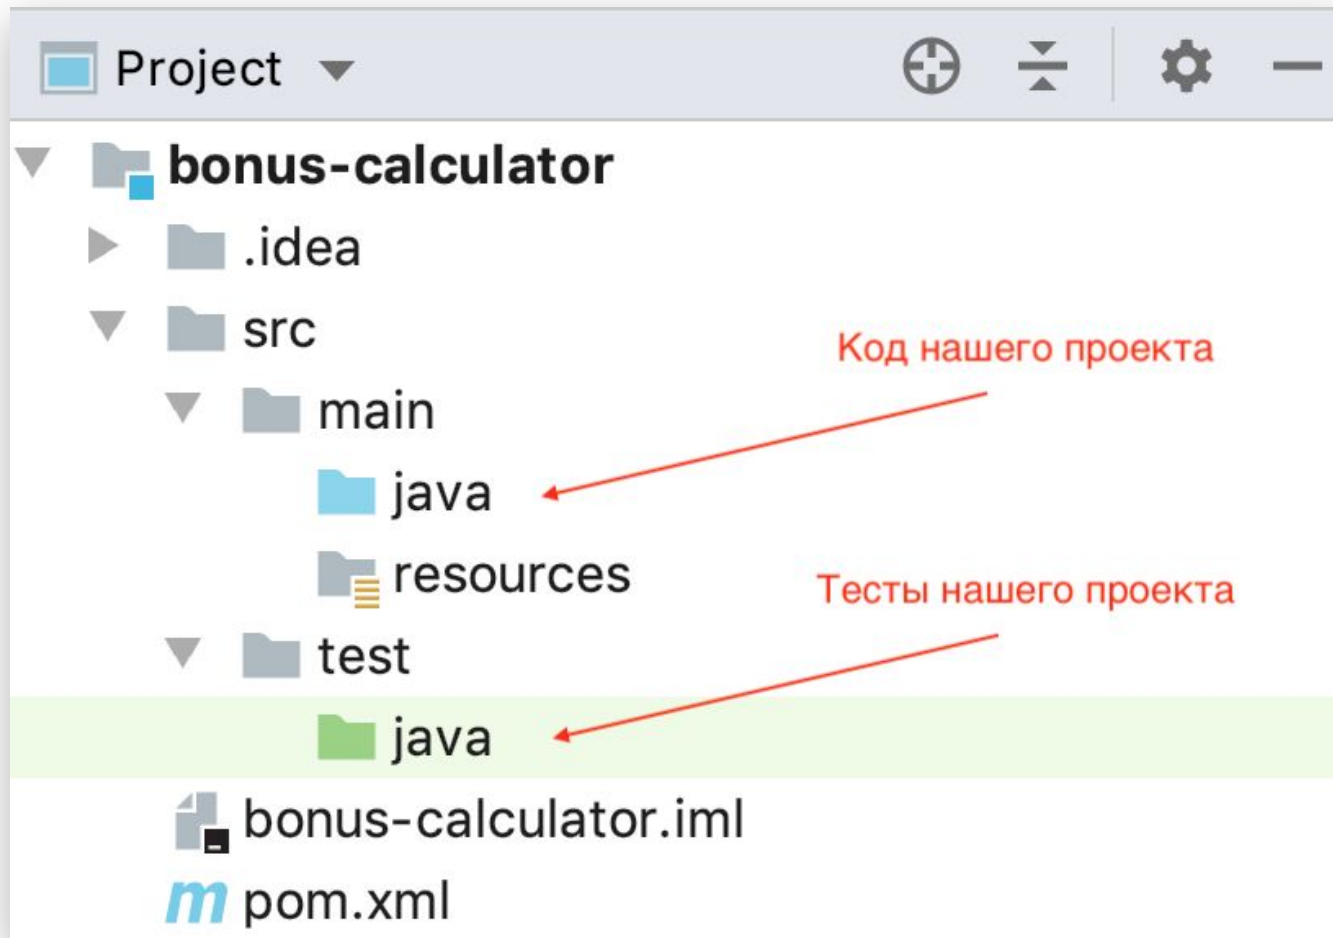 Project
bonus-calculator
.idea
src
Код нашего проекта
main
java
resources
Тесты нашего проекта
test
java
bonus-calculator.iml
pom.xml